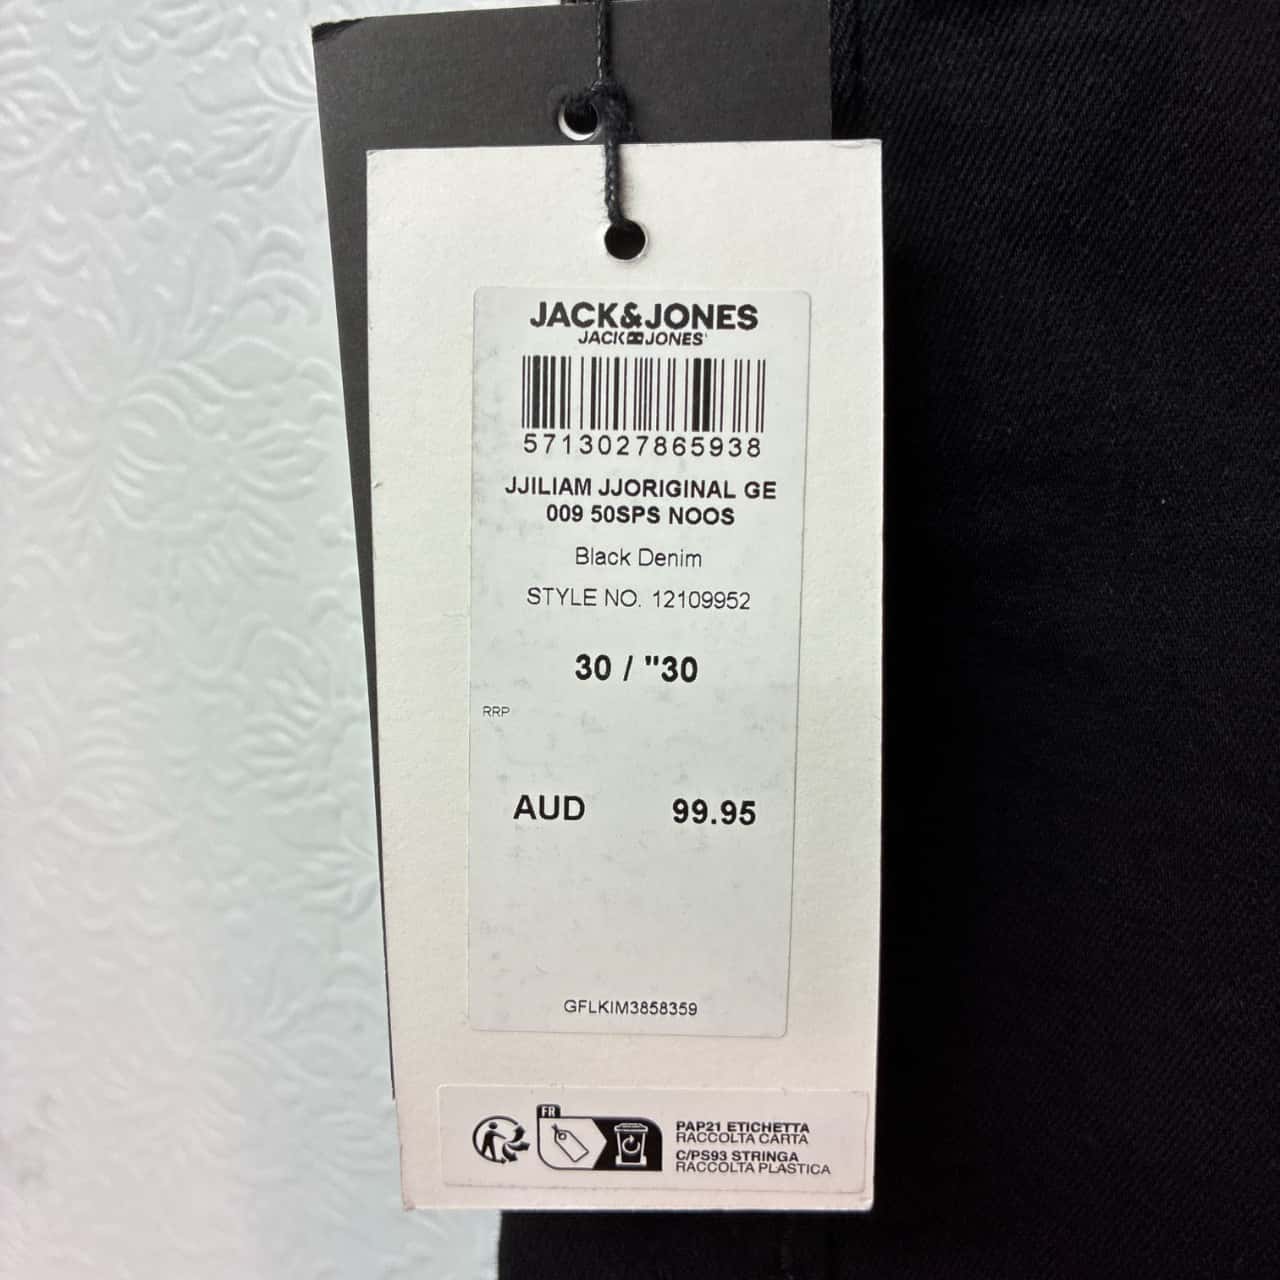 JACK&JONES
JACK JONES
5713027865938
JJILIAM JJORIGINAL GE
009 50SPS NOOS
Black Denim
STYLE NO. 12109952
30 / "30
RRP
AUD 99.95
GFLKIM3858359
FR
PAP21 ETICHETTA
RACCOLTA CARTA
C/PS93 STRINGA
RACCOLTA PLASTICA